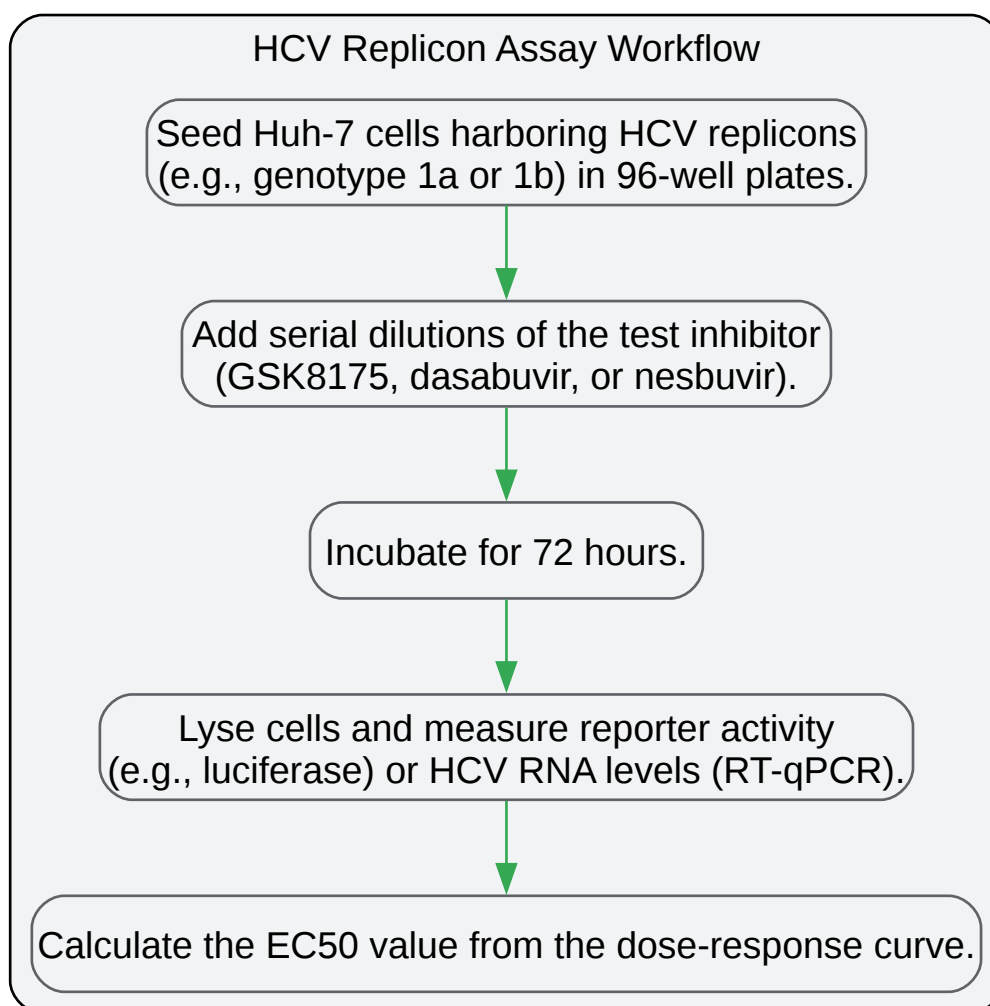 HCV Replicon Assay Workflow
Seed Huh-7 cells harboring HCV replicons
(e.g., genotype 1a or 1b) in 96-well plates.
Add serial dilutions of the test inhibitor
(GSK8175, dasabuvir, or nesbuvir).
Incubate for 72 hours.
Lyse cells and measure reporter activity
(e.g., luciferase) or HCV RNA levels (RT-qPCR).
Calculate the EC50 value from the dose-response curve.